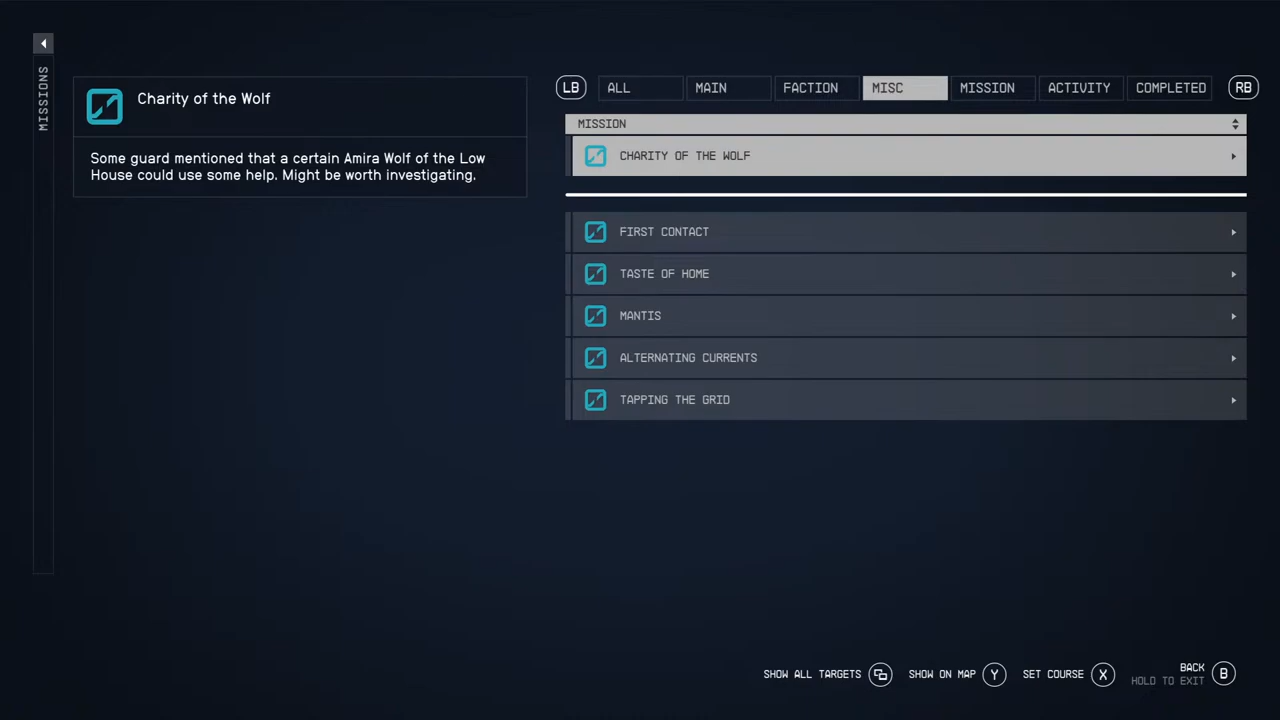 MISSIONS
Charity of the Wolf
Some guard mentioned that a certain Amira Wolf of the Low
House could use some help. Might be worth investigating.
LB ALL MAIN FACTION MISC MISSION ACTIVITY COMPLETED RB
MISSION
CHARITY OF THE WOLF
FIRST CONTACT
TASTE OF HOME
MANTIS
ALTERNATING CURRENTS
TAPPING THE GRID
SHOW ALL TARGETS SHOW ON MAP Y SET COURSE X BACK B
HOLD TO EXIT